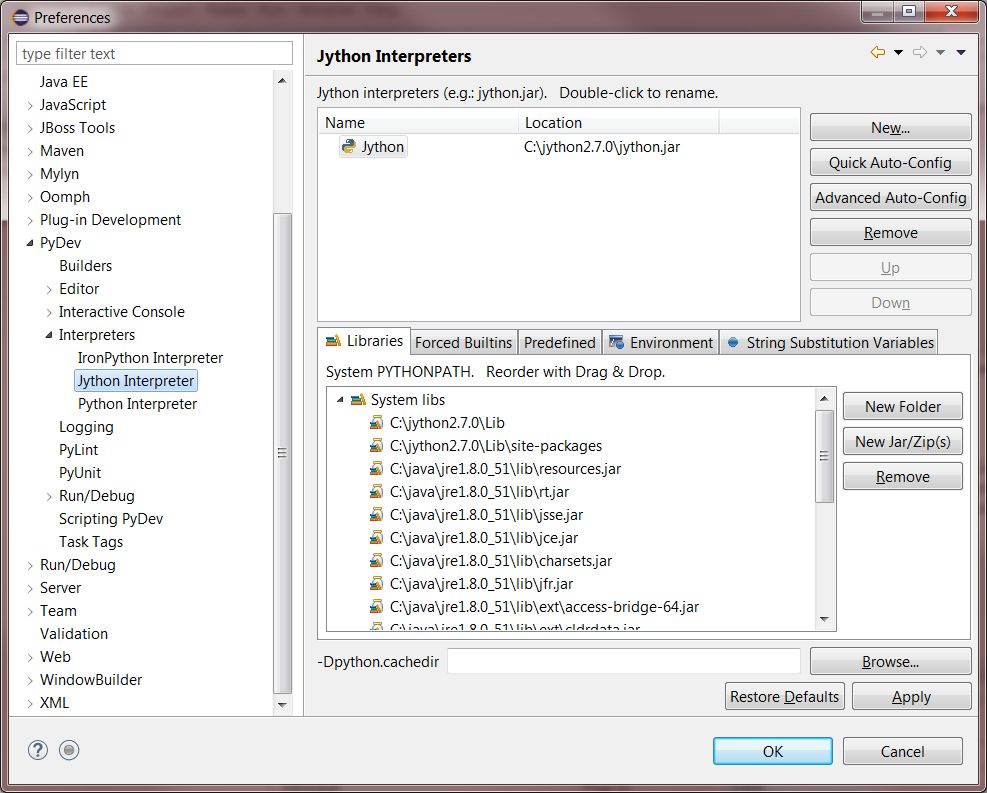 Preferences
type filter text
Java EE
JavaScript
JBoss Tools
Maven
Mylyn
Oomph
Plug-in Development
PyDev
Builders
Editor
Interactive Console
Interpreters
IronPython Interpreter
Jython Interpreter
Python Interpreter
Logging
PyLint
PyUnit
Run/Debug
Scripting PyDev
Task Tags
Run/Debug
Server
Team
Validation
Web
WindowBuilder
XML
Jython Interpreters
Jython interpreters (e.g.: jython.jar).   Double-click to rename.
Name Location
Jython C:\jython2.7.0\jython.jar
New...
Quick Auto-Config
Advanced Auto-Config
Remove
Up
Down
Libraries Forced Builtins Predefined Environment String Substitution Variables
System PYTHONPATH.   Reorder with Drag & Drop.
System libs
C:\jython2.7.0\Lib
C:\jython2.7.0\Lib\site-packages
C:\java\jre1.8.0_51\lib\resources.jar
C:\java\jre1.8.0_51\lib\rt.jar
C:\java\jre1.8.0_51\lib\jsse.jar
C:\java\jre1.8.0_51\lib\jce.jar
C:\java\jre1.8.0_51\lib\charsets.jar
C:\java\jre1.8.0_51\lib\jfr.jar
C:\java\jre1.8.0_51\lib\ext\access-bridge-64.jar
C:\java\jre1.8.0_51\lib\ext\cldrdata.jar
New Folder
New Jar/Zip(s)
Remove
-Dpython.cachedir
Browse...
Restore Defaults Apply
OK Cancel